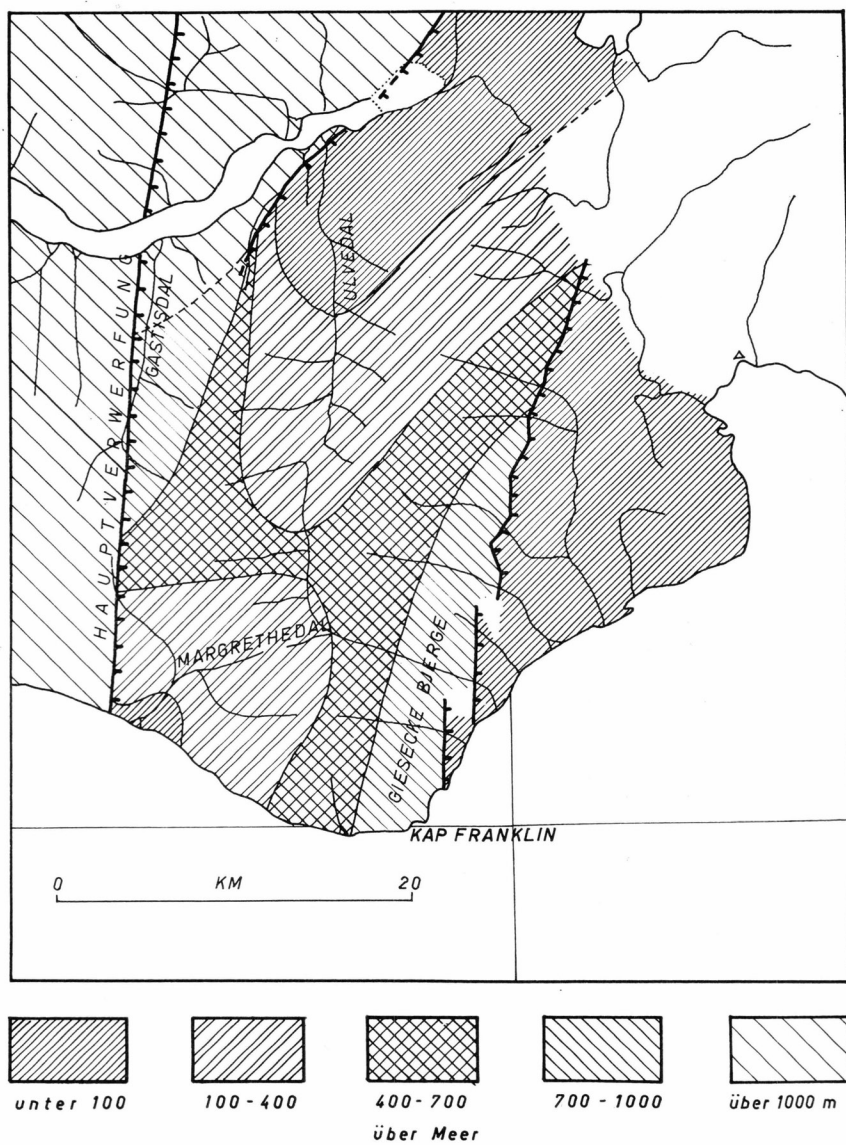 HAUPTVERWERFUNG
GASTISDAL
ULVEDAL
MARGRETHEDAL
GIESECKE BJERGE
KAP FRANKLIN
0 KM 20
unter 100 100-400 400-700 700-1000 über 1000 m
über Meer